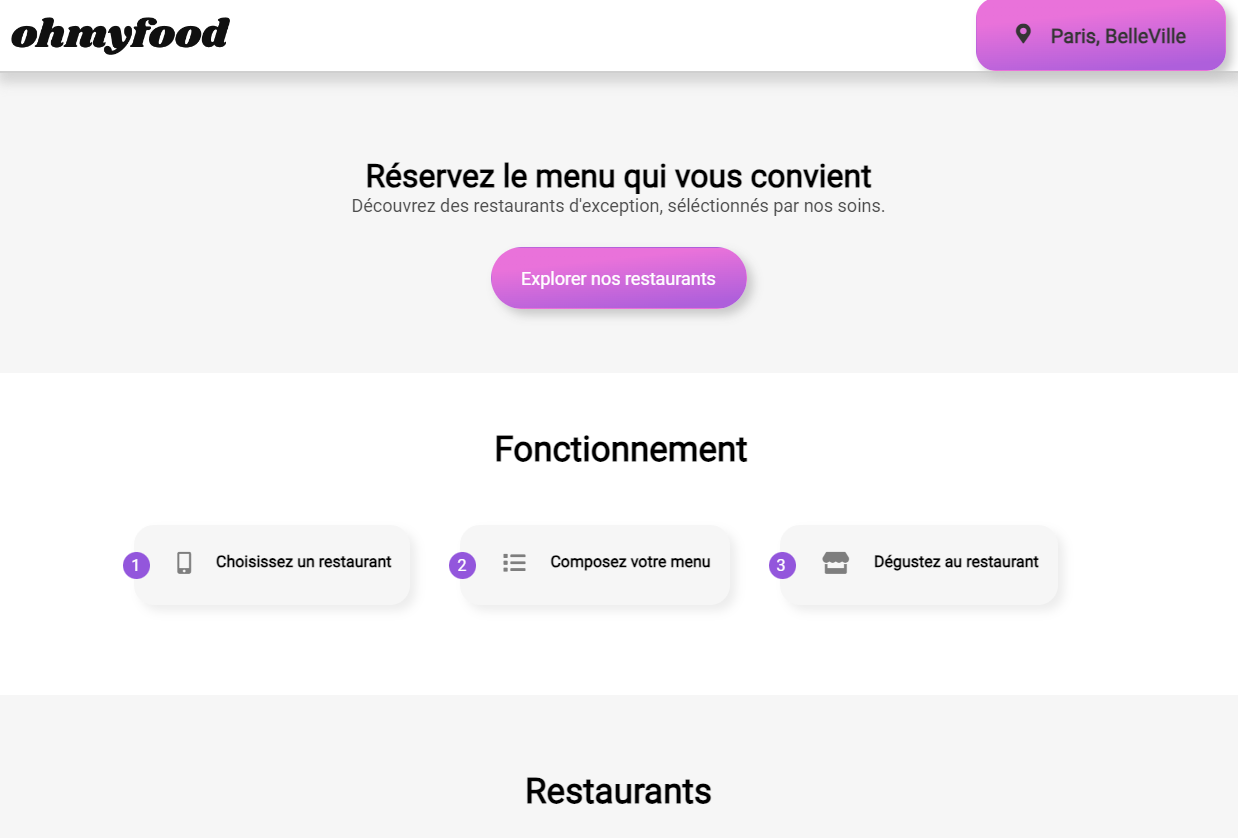 ohmyfood
Paris, BelleVille
Réservez le menu qui vous convient
Découvrez des restaurants d'exception, séléctionnés par nos soins.
Explorer nos restaurants
Fonctionnement
1 Choisissez un restaurant
2 Composez votre menu
3 Dégustez au restaurant
Restaurants